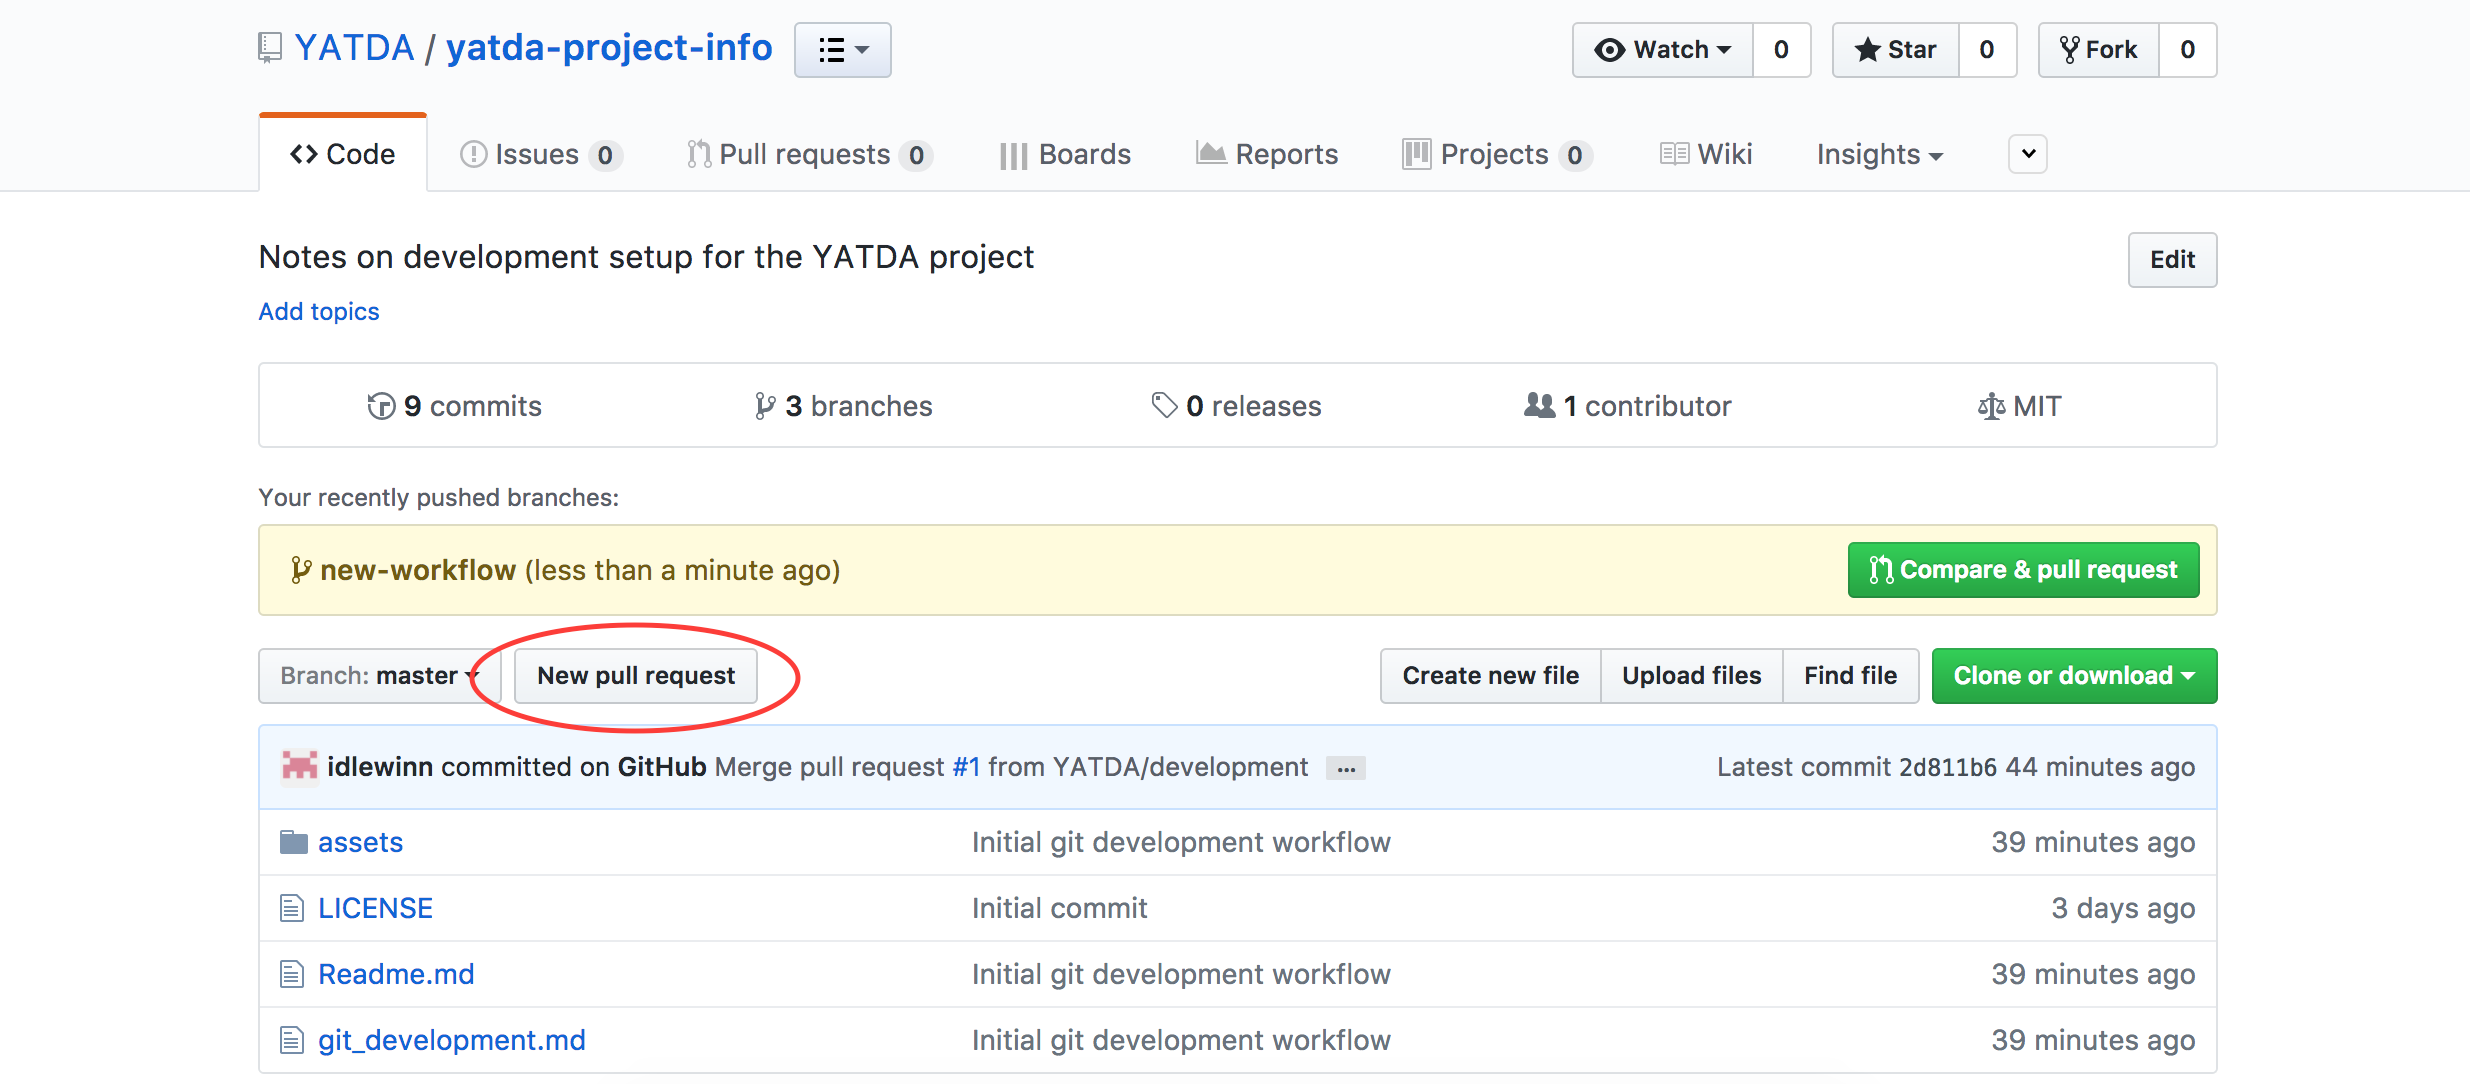 YATDA / yatda-project-info
Watch 0 Star 0 Fork 0
Code Issues 0 Pull requests 0 Boards Reports Projects 0 Wiki Insights
Notes on development setup for the YATDA project
Edit
Add topics
9 commits 3 branches 0 releases 1 contributor MIT
Your recently pushed branches:
new-workflow (less than a minute ago) Compare & pull request
Branch: master New pull request Create new file Upload files Find file Clone or download
idlewinn committed on GitHub Merge pull request #1 from YATDA/development ... Latest commit 2d811b6 44 minutes ago
assets Initial git development workflow 39 minutes ago
LICENSE Initial commit 3 days ago
Readme.md Initial git development workflow 39 minutes ago
git_development.md Initial git development workflow 39 minutes ago